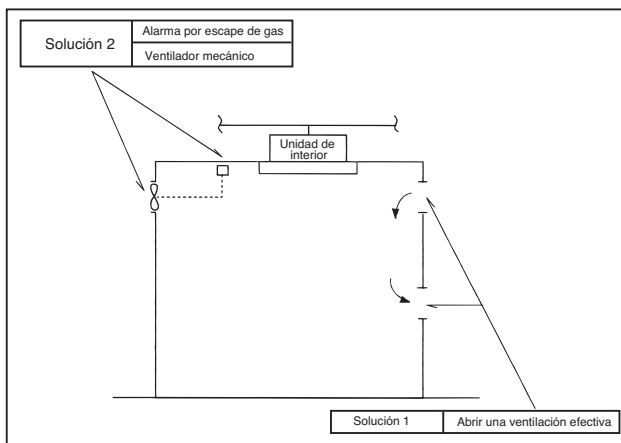 Solución 2
Alarma por escape de gas
Ventilador mecánico
Unidad de
interior
Solución 1
Abrir una ventilación efectiva